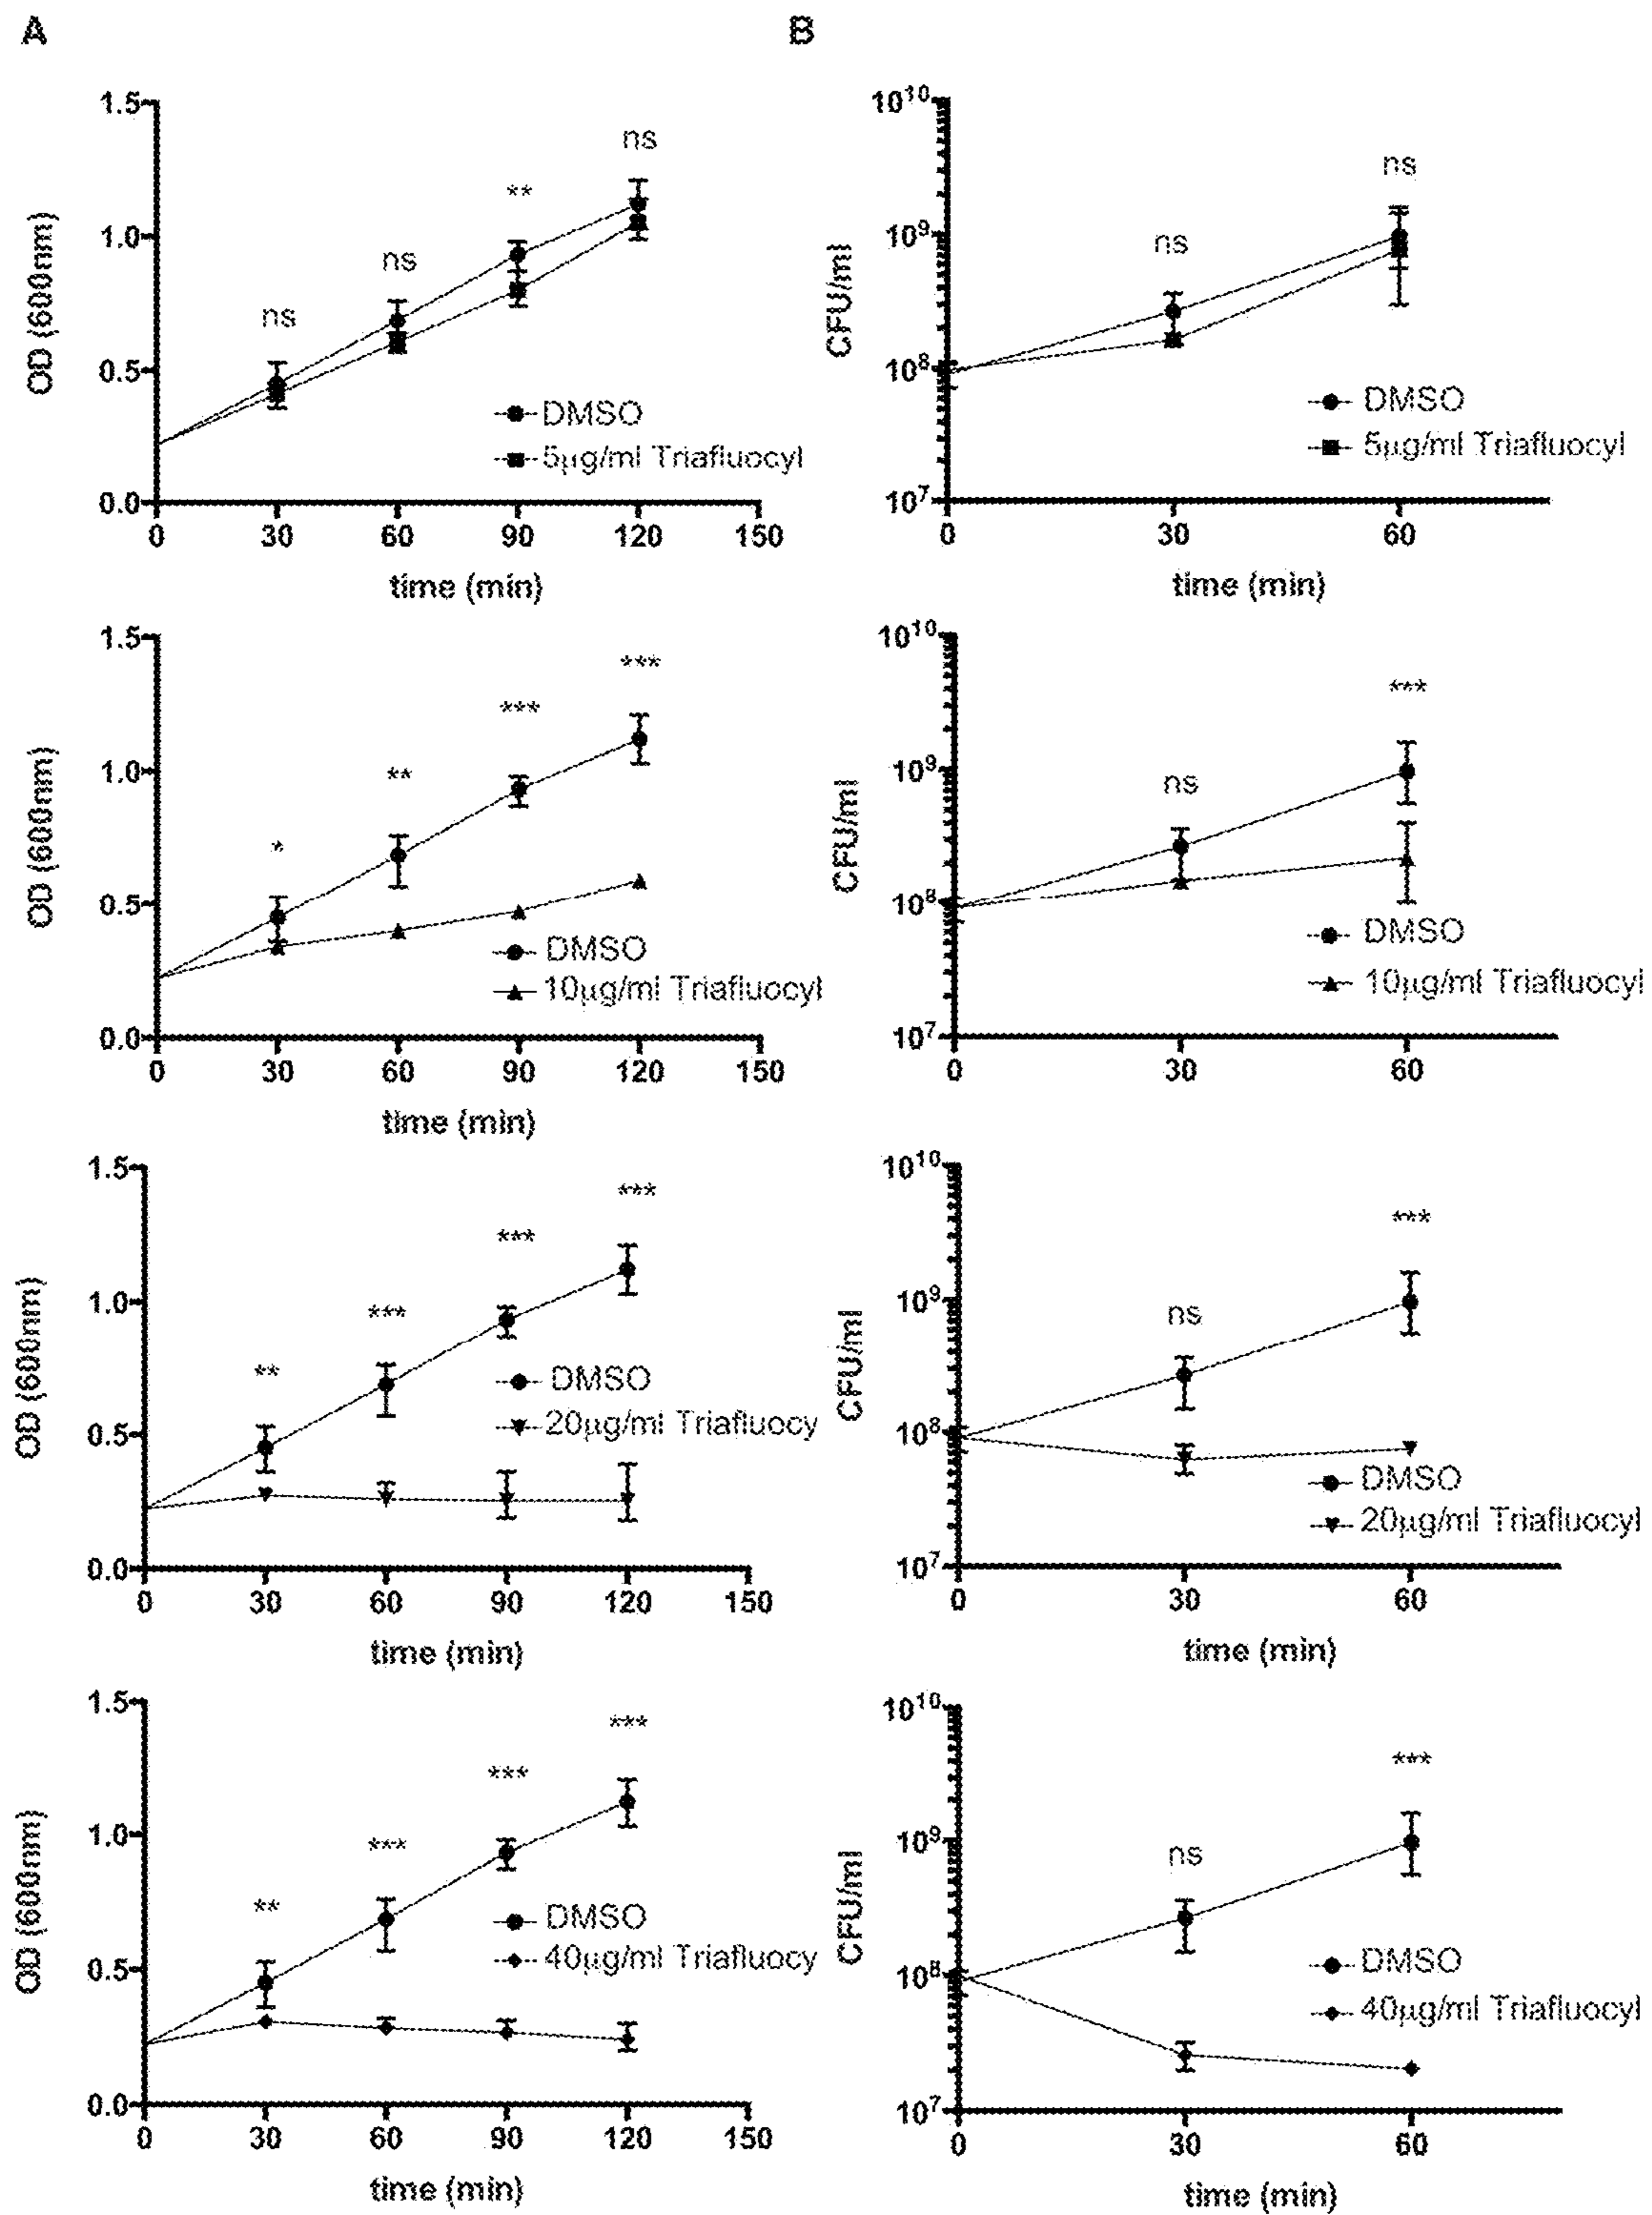 A
B
1.5
1.0
0.5
0.0
OD (600nm)
ns
ns
**
ns
DMSO
5µg/ml Triafluocyl
0 30 60 90 120 150
time (min)
10^10
10^9
10^8
10^7
CFU/ml
ns
ns
DMSO
5µg/ml Triafluocyl
0 30 60
time (min)
1.5
1.0
0.5
0.0
OD (600nm)
*
**
***
***
DMSO
10µg/ml Triafluocyl
0 30 60 90 120 150
time (min)
10^10
10^9
10^8
10^7
CFU/ml
ns
***
DMSO
10µg/ml Triafluocyl
0 30 60
time (min)
1.5
1.0
0.5
0.0
OD (600nm)
**
***
***
***
DMSO
20µg/ml Triafluocy
0 30 60 90 120 150
time (min)
10^10
10^9
10^8
10^7
CFU/ml
ns
***
DMSO
20µg/ml Triafluocyl
0 30 60
time (min)
1.5
1.0
0.5
0.0
OD (600nm)
**
***
***
***
DMSO
40µg/ml Triafluocy
0 30 60 90 120 150
time (min)
10^10
10^9
10^8
10^7
CFU/ml
ns
***
DMSO
40µg/ml Triafluocyl
0 30 60
time (min)